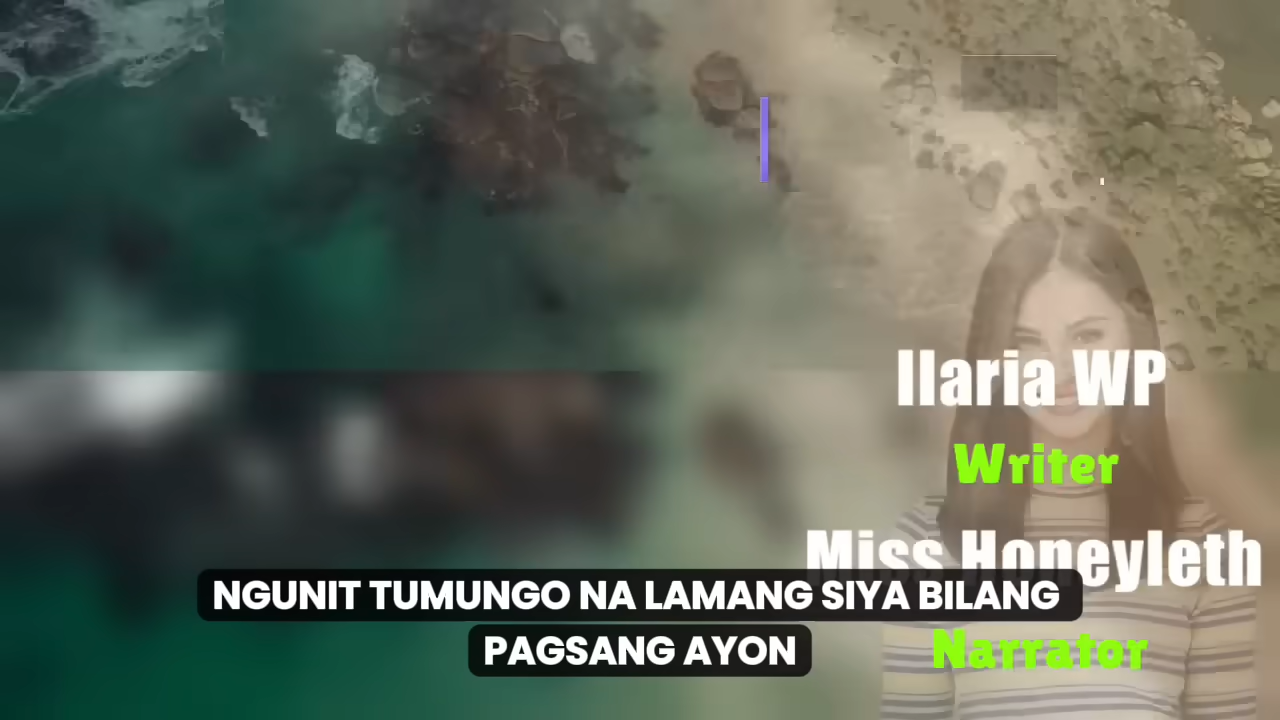 Ilaria WP
Writer
Miss Honeyleth
NGUNIT TUMUNGO NA LAMANG SIYA BILANG
PAGSANG AYON
Narrator